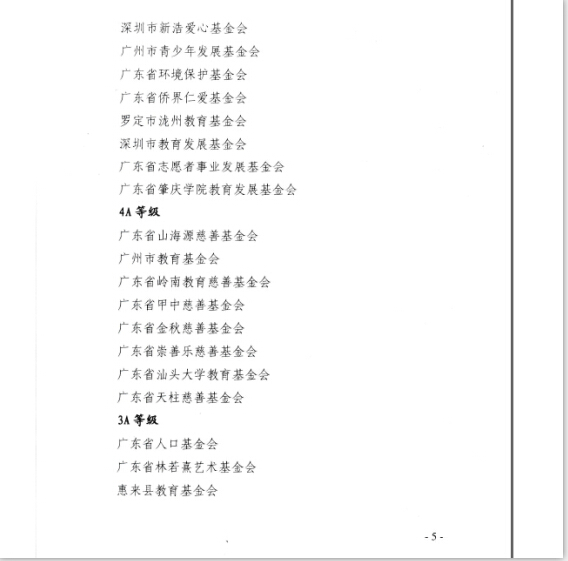 深圳市新浩爱心基金会
广州市青少年发展基金会
广东省环境保护基金会
广东省侨界仁爱基金会
罗定市泷州教育基金会
深圳市教育发展基金会
广东省志愿者事业发展基金会
广东省肇庆学院教育发展基金会
4A 等级
广东省山海源慈善基金会
广州市教育基金会
广东省岭南教育慈善基金会
广东省甲中慈善基金会
广东省金秋慈善基金会
广东省崇善乐慈善基金会
广东省汕头大学教育基金会
广东省天柱慈善基金会
3A 等级
广东省人口基金会
广东省林若熹艺术基金会
惠来县教育基金会
- 5 -